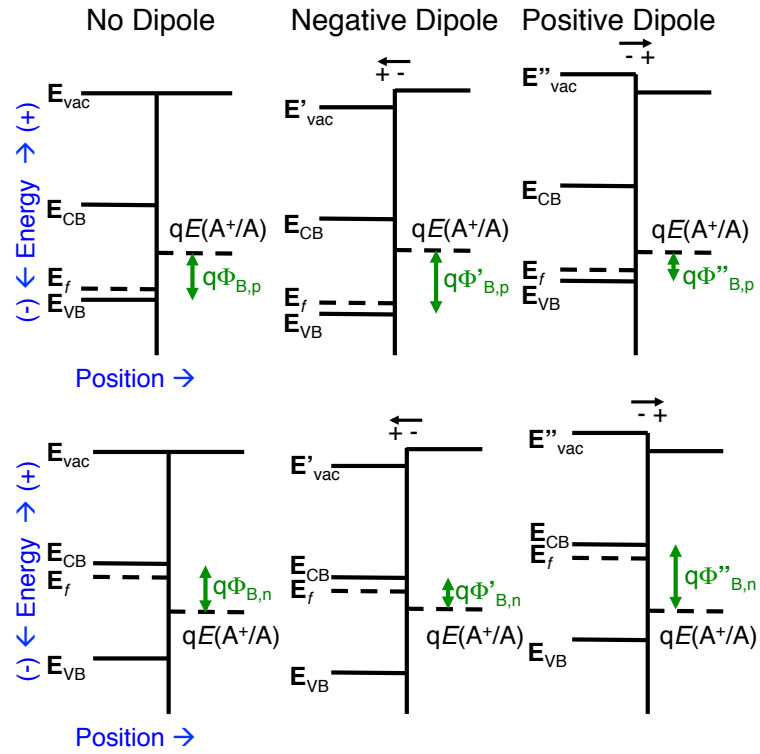 No Dipole Negative Dipole Positive Dipole
+ - - +
E_vac E'_vac E"_vac
(-) ← Energy → (+)
E_CB E_CB E_CB
qE(A⁺/A) qE(A⁺/A) qE(A⁺/A)
E_f E_f E_f
qΦ_B,p qΦ'_B,p qΦ"_B,p
E_VB E_VB E_VB
Position →
+ - - +
E_vac E'_vac E"_vac
(-) ← Energy → (+)
E_CB E_CB E_CB
E_f E_f E_f
qΦ_B,n qΦ'_B,n qΦ"_B,n
qE(A⁺/A) qE(A⁺/A) qE(A⁺/A)
E_VB E_VB E_VB
Position →